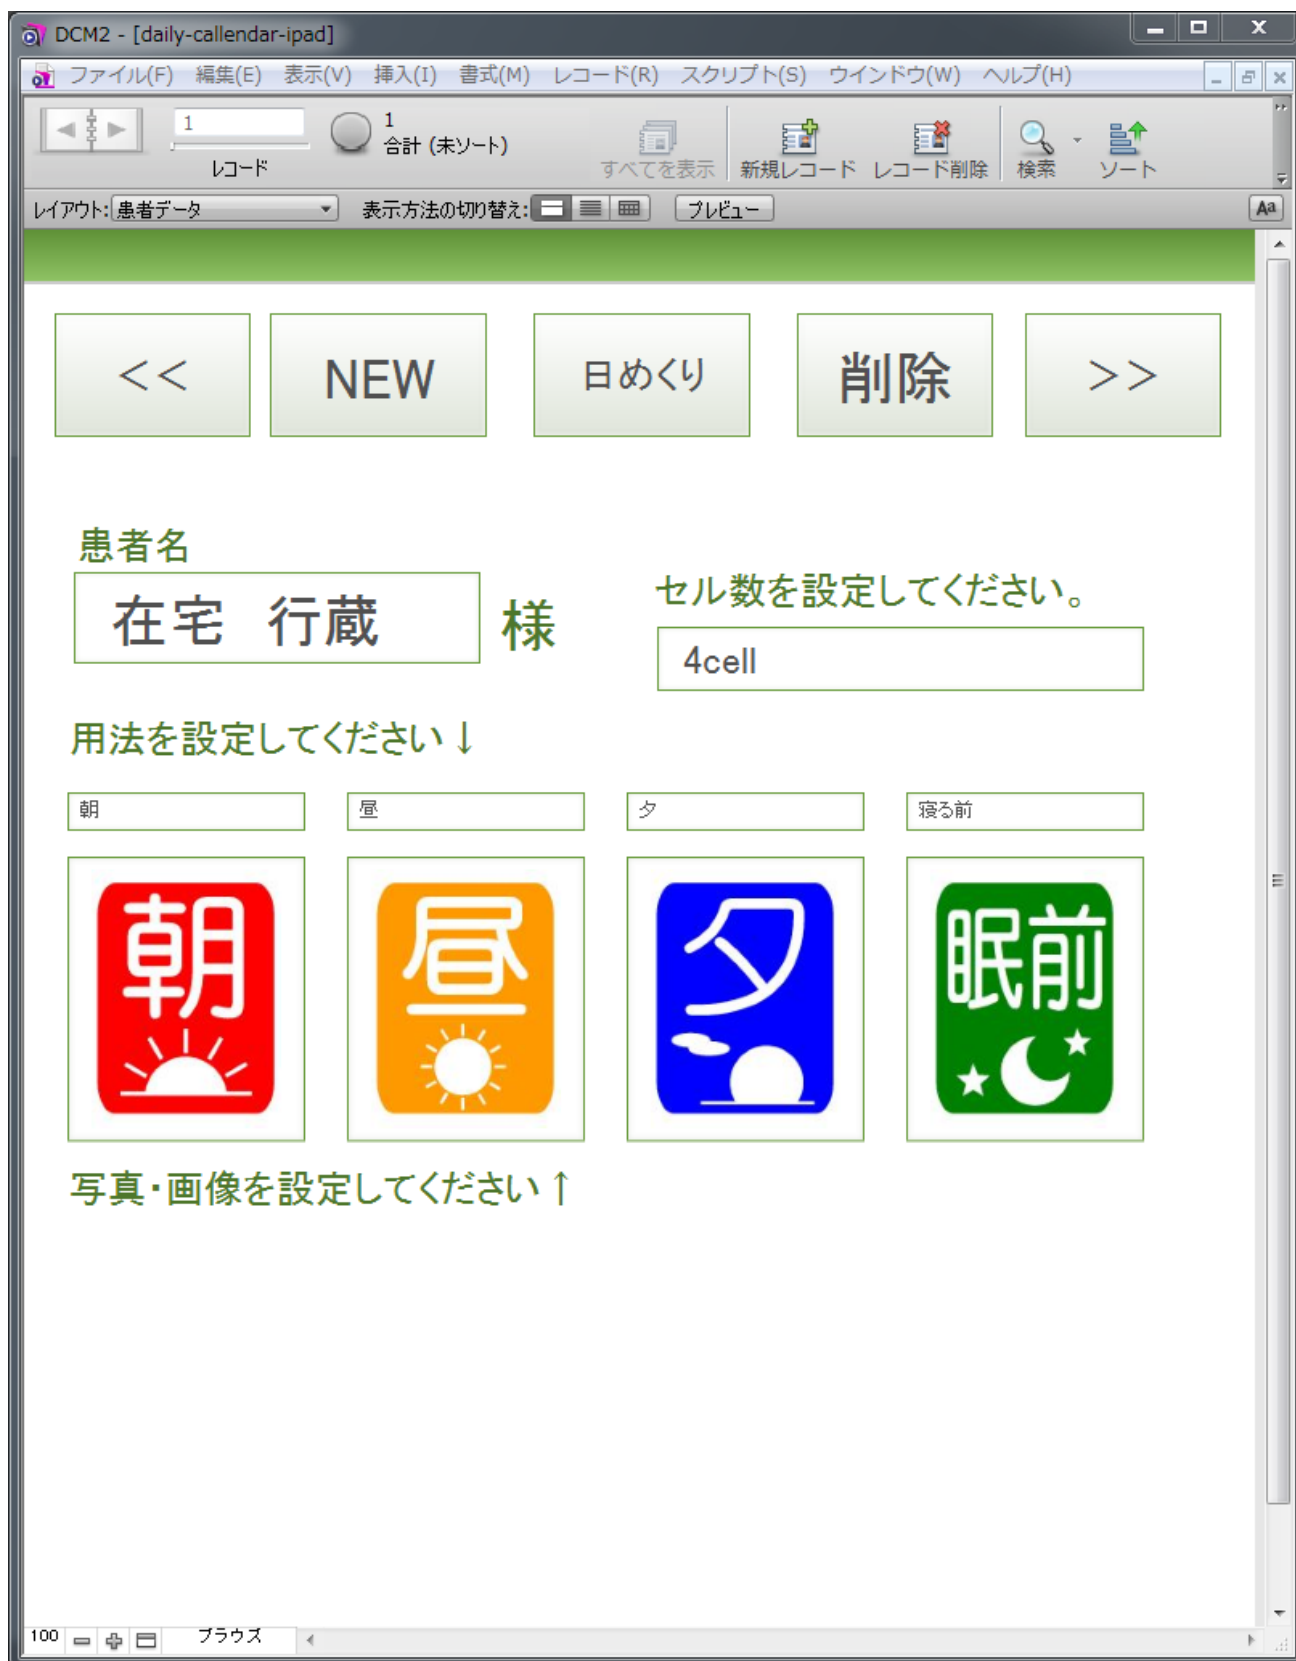 DCM2 - [daily-callendar-ipad]
ファイル(F) 編集(E) 表示(V) 挿入(I) 書式(M) レコード(R) スクリプト(S) ウインドウ(W) ヘルプ(H)
1
レコード
1
合計 (未ソート)
すべてを表示 新規レコード レコード削除 検索 ソート
レイアウト: 患者データ 表示方法の切り替え: プレビュー Aa
<< NEW 日めくり 削除 >>
患者名
在宅 行蔵 様
セル数を設定してください。
4cell
用法を設定してください↓
朝 昼 夕 寝る前
朝 昼 夕 眠前
写真・画像を設定してください↑
100 ブラウズ